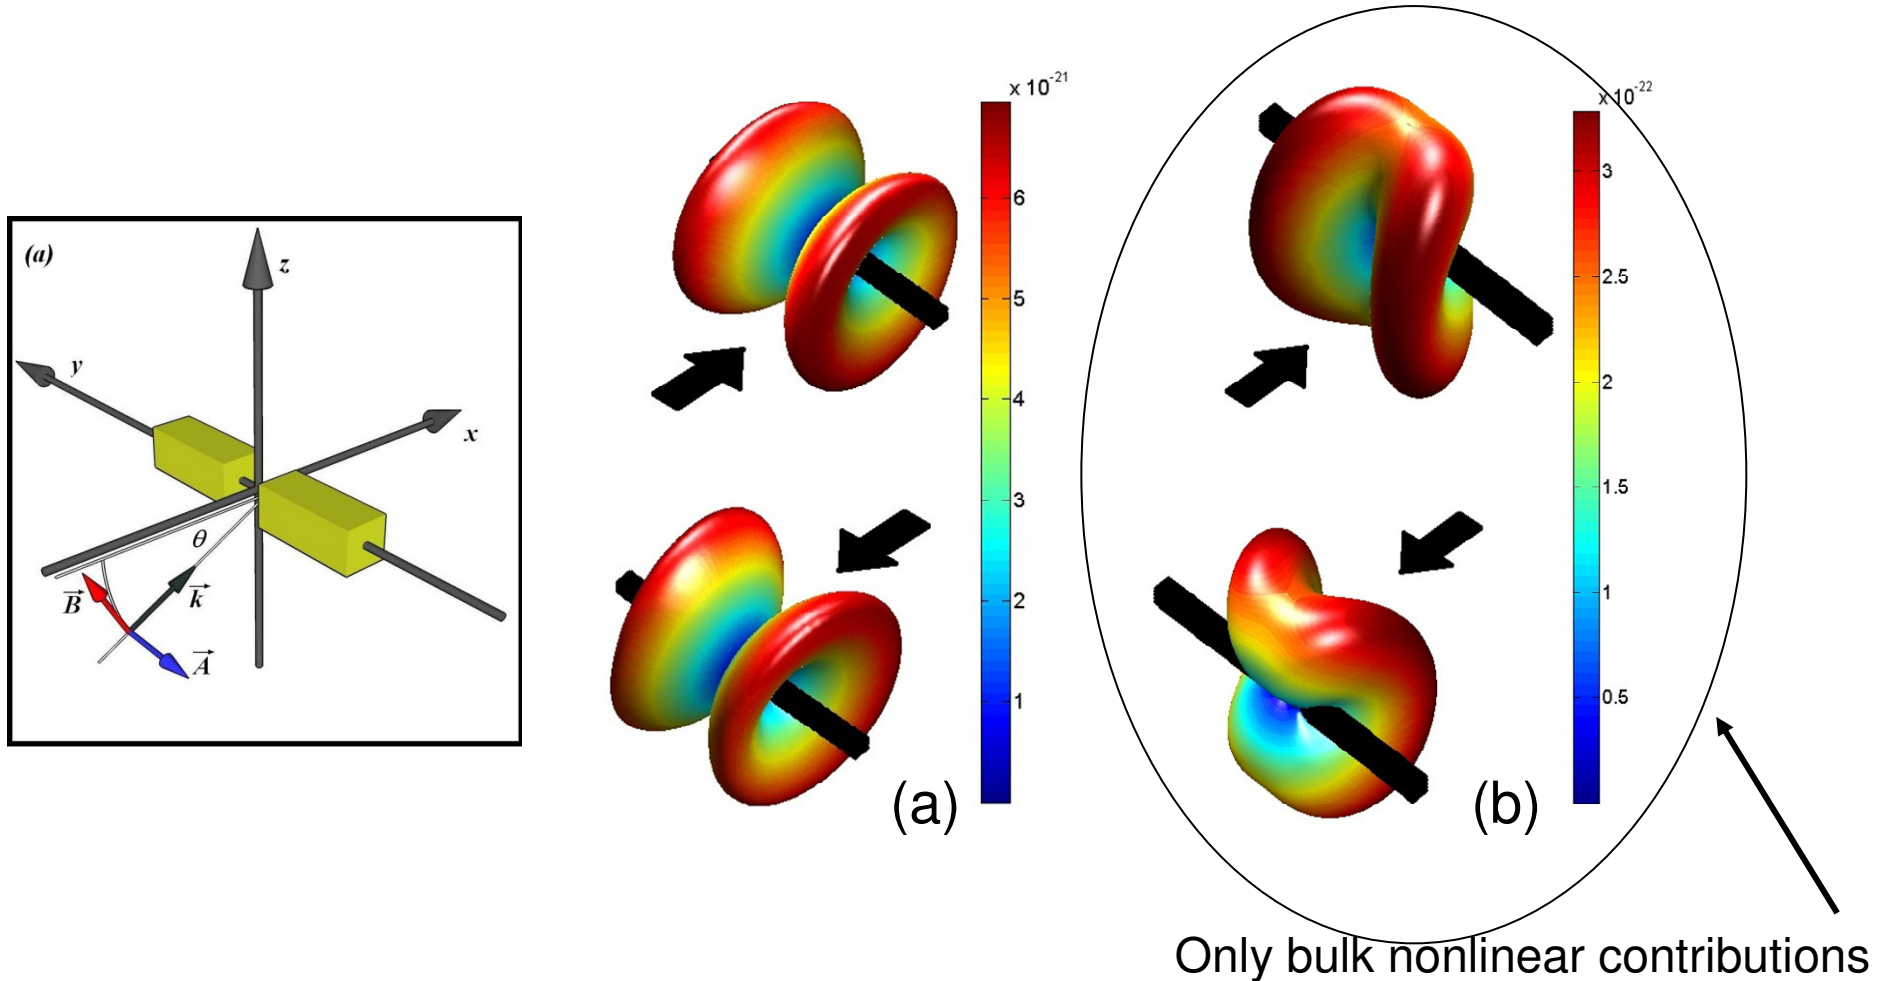 (a)
z
y
x
θ
B
k
A
x 10-21
6
5
4
3
2
1
(a)
x 10-22
3
2.5
2
1.5
1
0.5
(b)
Only bulk nonlinear contributions